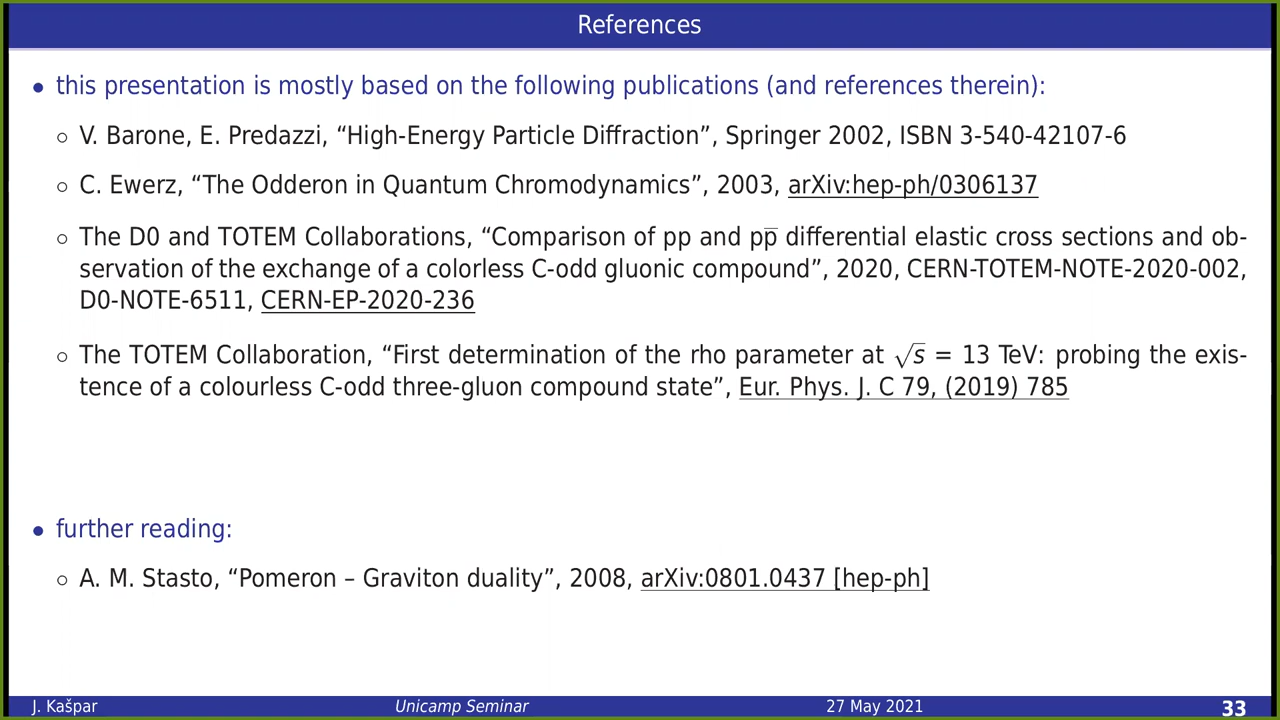 References
• this presentation is mostly based on the following publications (and references therein):
○ V. Barone, E. Predazzi, “High-Energy Particle Diffraction”, Springer 2002, ISBN 3-540-42107-6
○ C. Ewerz, “The Odderon in Quantum Chromodynamics”, 2003, arXiv:hep-ph/0306137
○ The D0 and TOTEM Collaborations, “Comparison of pp and pp̅ differential elastic cross sections and ob-
servation of the exchange of a colorless C-odd gluonic compound”, 2020, CERN-TOTEM-NOTE-2020-002,
D0-NOTE-6511, CERN-EP-2020-236
○ The TOTEM Collaboration, “First determination of the rho parameter at √s = 13 TeV: probing the exis-
tence of a colourless C-odd three-gluon compound state”, Eur. Phys. J. C 79, (2019) 785
• further reading:
○ A. M. Stasto, “Pomeron – Graviton duality”, 2008, arXiv:0801.0437 [hep-ph]
J. Kašpar Unicamp Seminar 27 May 2021 33